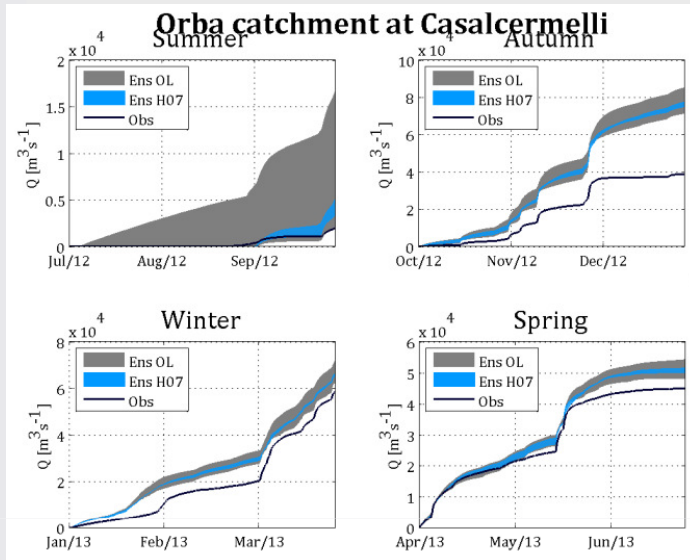 Orba catchment at Casalcermelli
Summer
x 10^4
Q [m^3s^-1]
2
1.5
1
0.5
0
Ens OL
Ens H07
Obs
Jul/12 Aug/12 Sep/12
Autumn
x 10^4
Q [m^3s^-1]
10
8
6
4
2
0
Ens OL
Ens H07
Obs
Oct/12 Nov/12 Dec/12
Winter
x 10^4
Q [m^3s^-1]
8
6
4
2
0
Ens OL
Ens H07
Obs
Jan/13 Feb/13 Mar/13
Spring
x 10^4
Q [m^3s^-1]
6
5
4
3
2
1
0
Ens OL
Ens H07
Obs
Apr/13 May/13 Jun/13